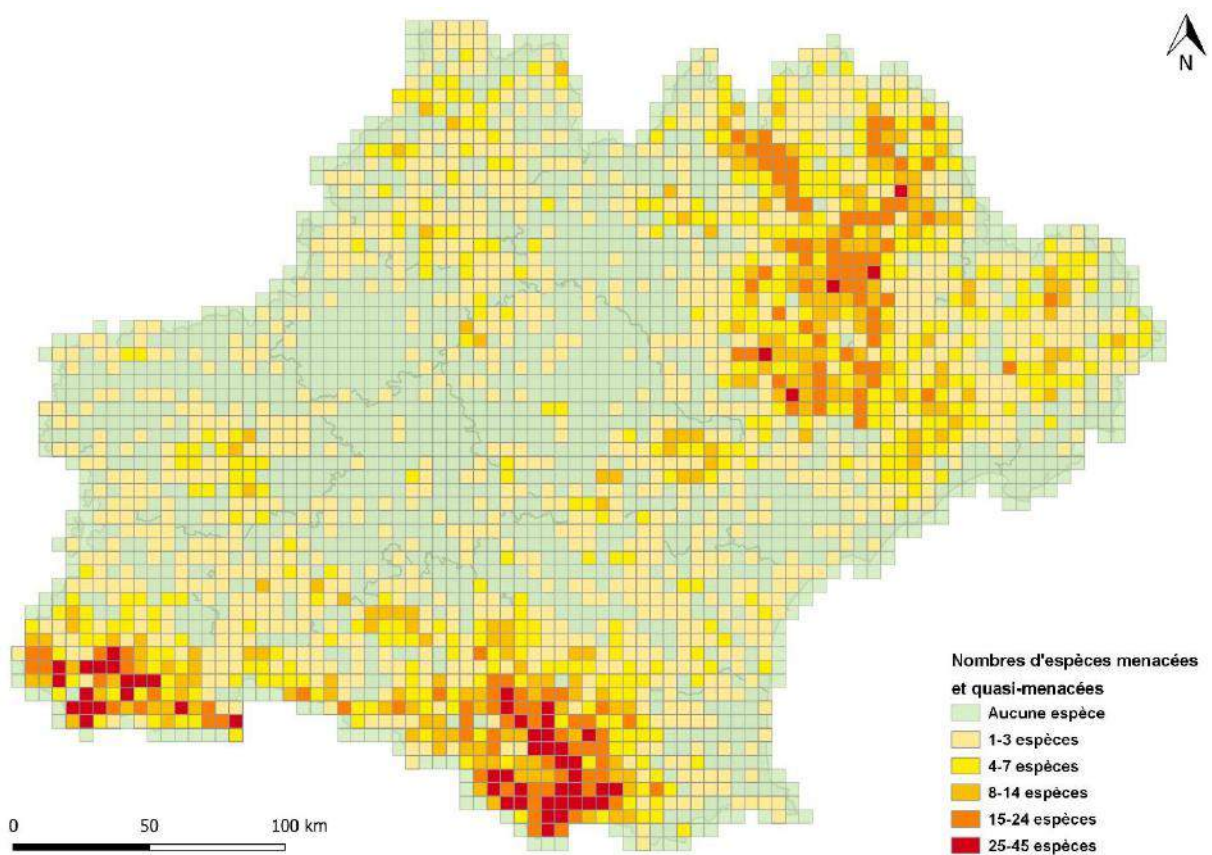 N
Nombres d'espèces menacées
et quasi-menacées
Aucune espèce
1-3 espèces
4-7 espèces
8-14 espèces
15-24 espèces
25-45 espèces
0 50 100 km